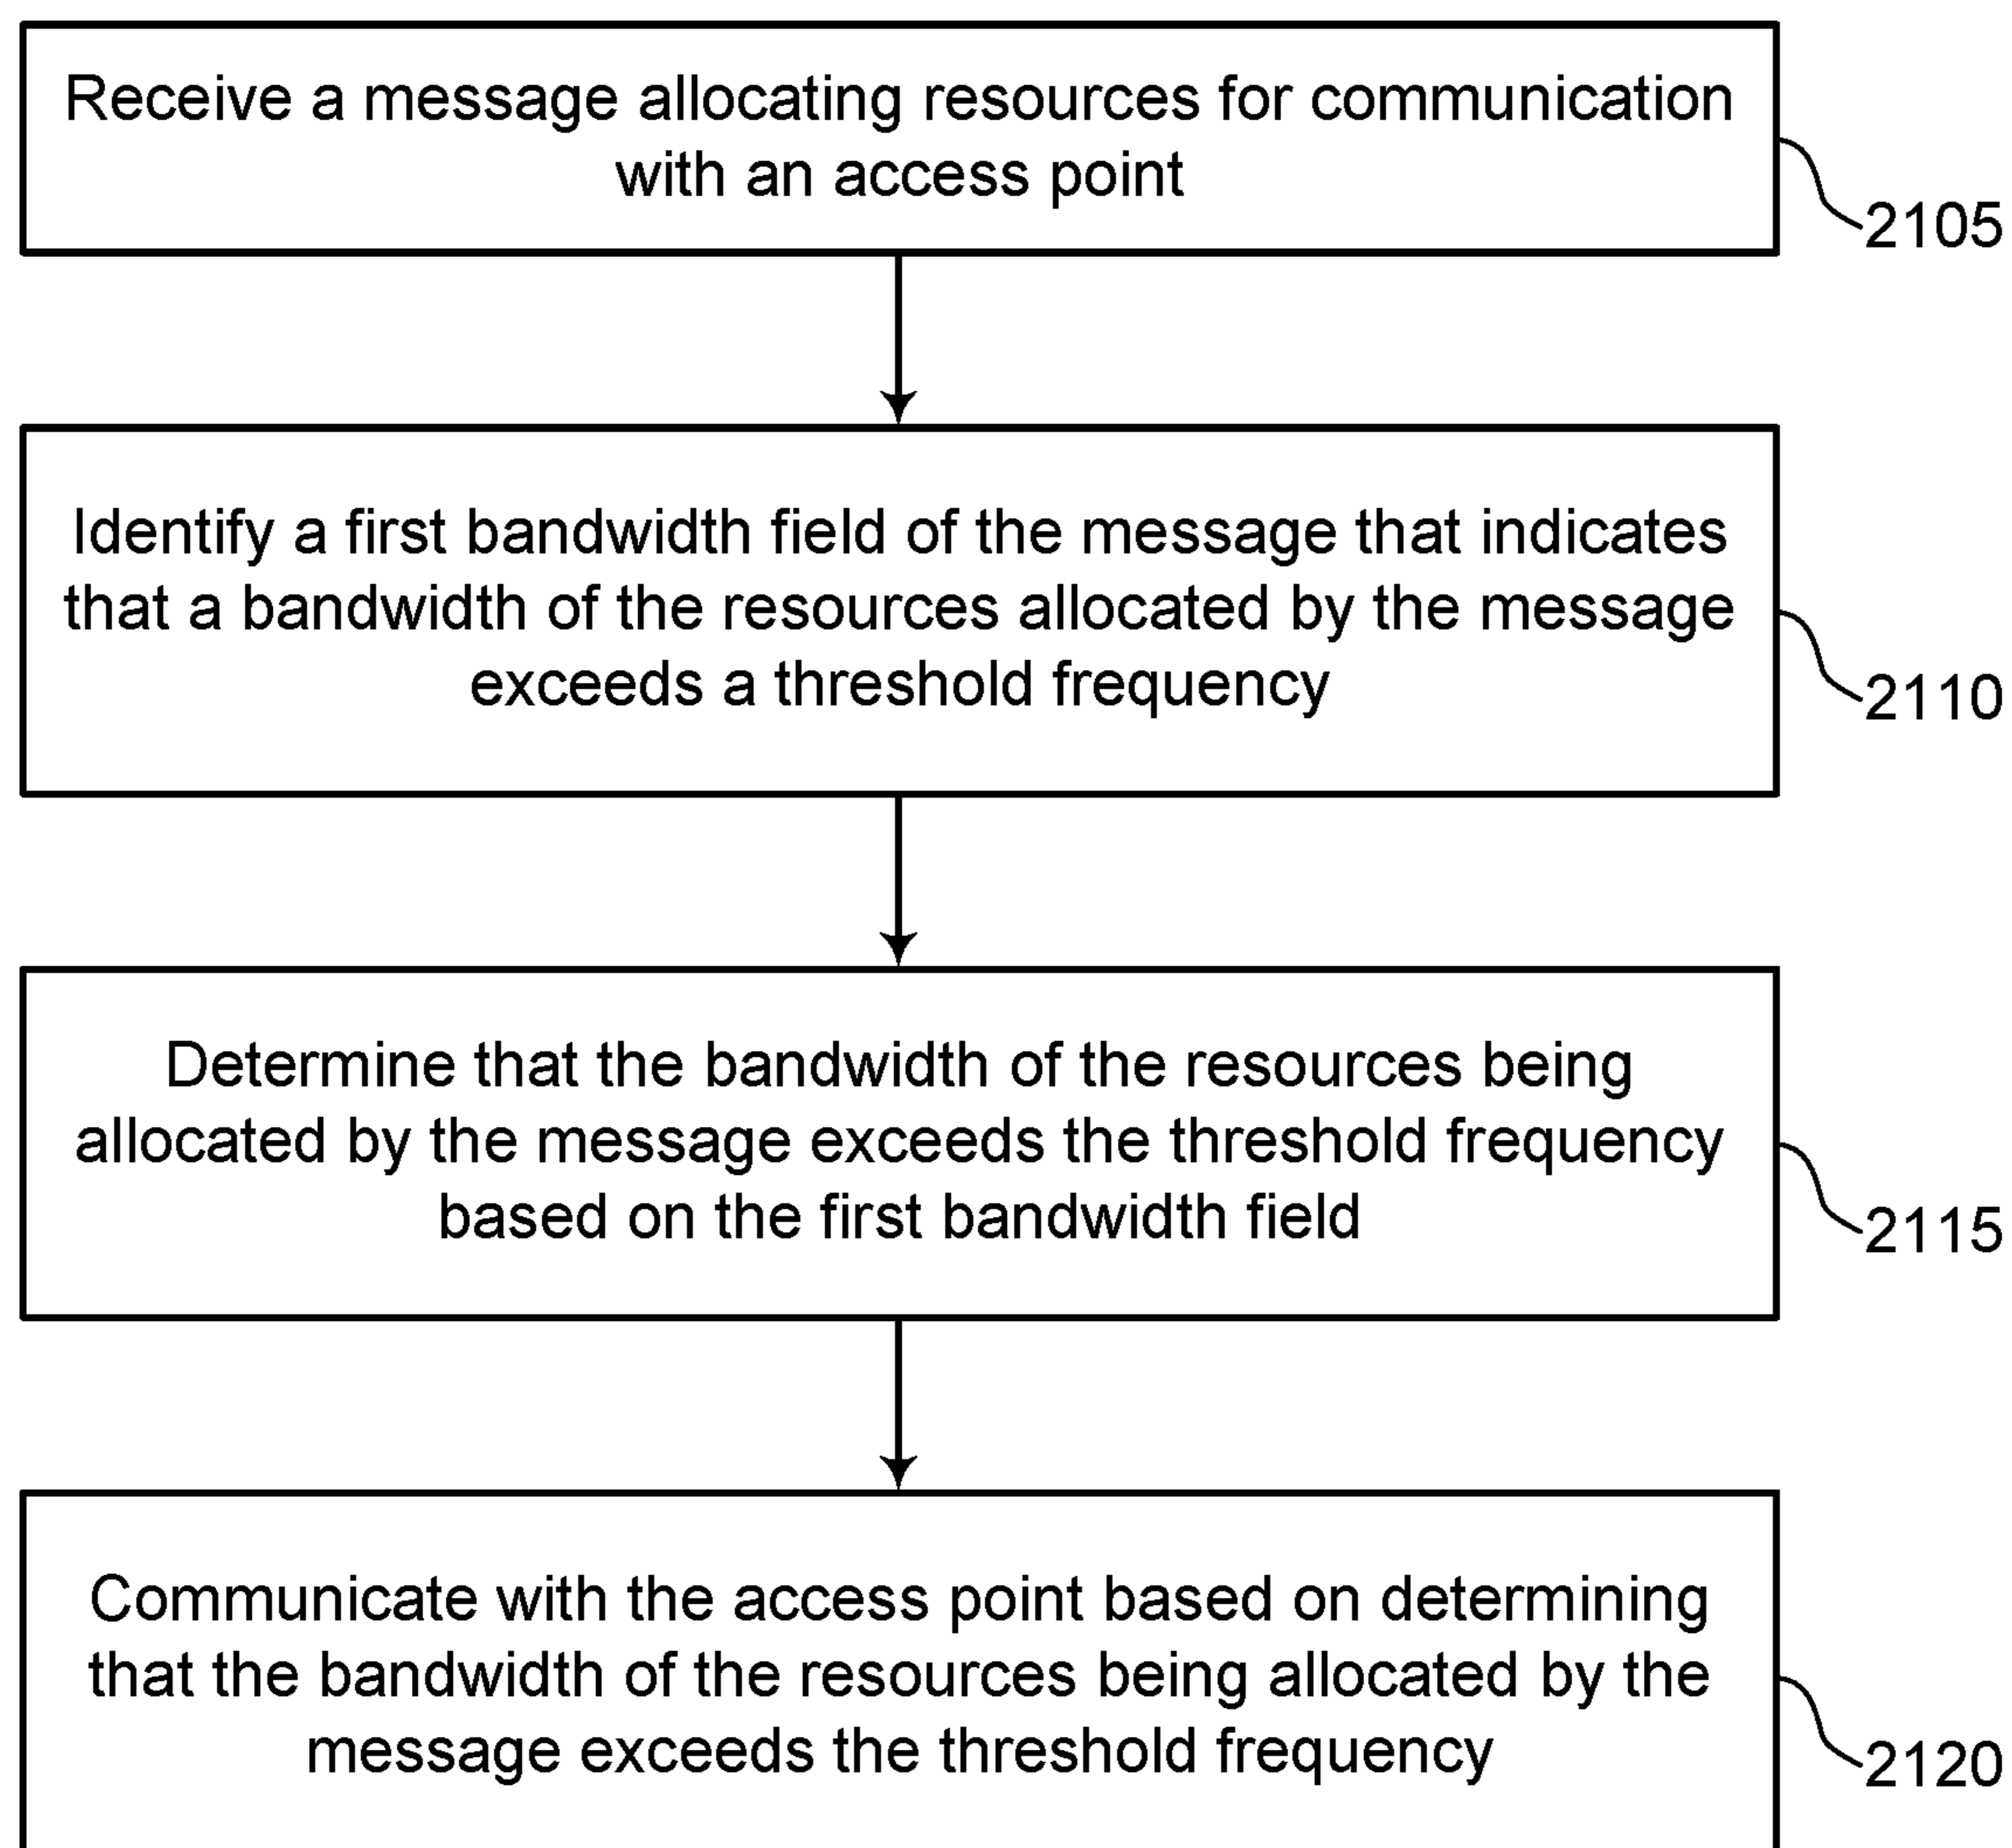 Receive a message allocating resources for communication
with an access point
2105
Identify a first bandwidth field of the message that indicates
that a bandwidth of the resources allocated by the message
exceeds a threshold frequency
2110
Determine that the bandwidth of the resources being
allocated by the message exceeds the threshold frequency
based on the first bandwidth field
2115
Communicate with the access point based on determining
that the bandwidth of the resources being allocated by the
message exceeds the threshold frequency
2120